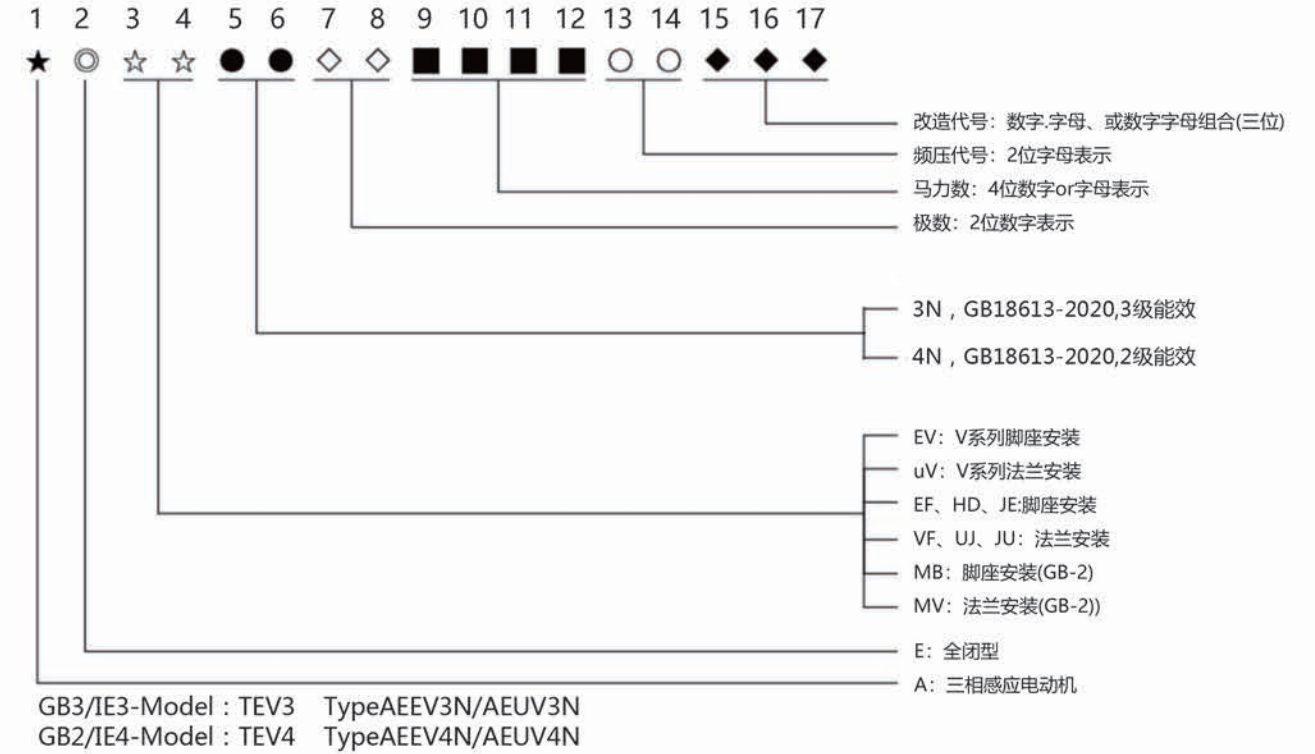 1 2 3 4 5 6 7 8 9 10 11 12 13 14 15 16 17
改造代号：数字.字母、或数字字母组合(三位)
频压代号：2位字母表示
马力数：4位数字or字母表示
极数：2位数字表示
3N，GB18613-2020,3级能效
4N，GB18613-2020,2级能效
EV：V系列脚座安装
uV：V系列法兰安装
EF、HD、JE:脚座安装
VF、UJ、JU：法兰安装
MB：脚座安装(GB-2)
MV：法兰安装(GB-2))
E：全闭型
A：三相感应电动机
GB3/IE3-Model：TEV3 TypeAEEV3N/AEUV3N
GB2/IE4-Model：TEV4 TypeAEEV4N/AEUV4N